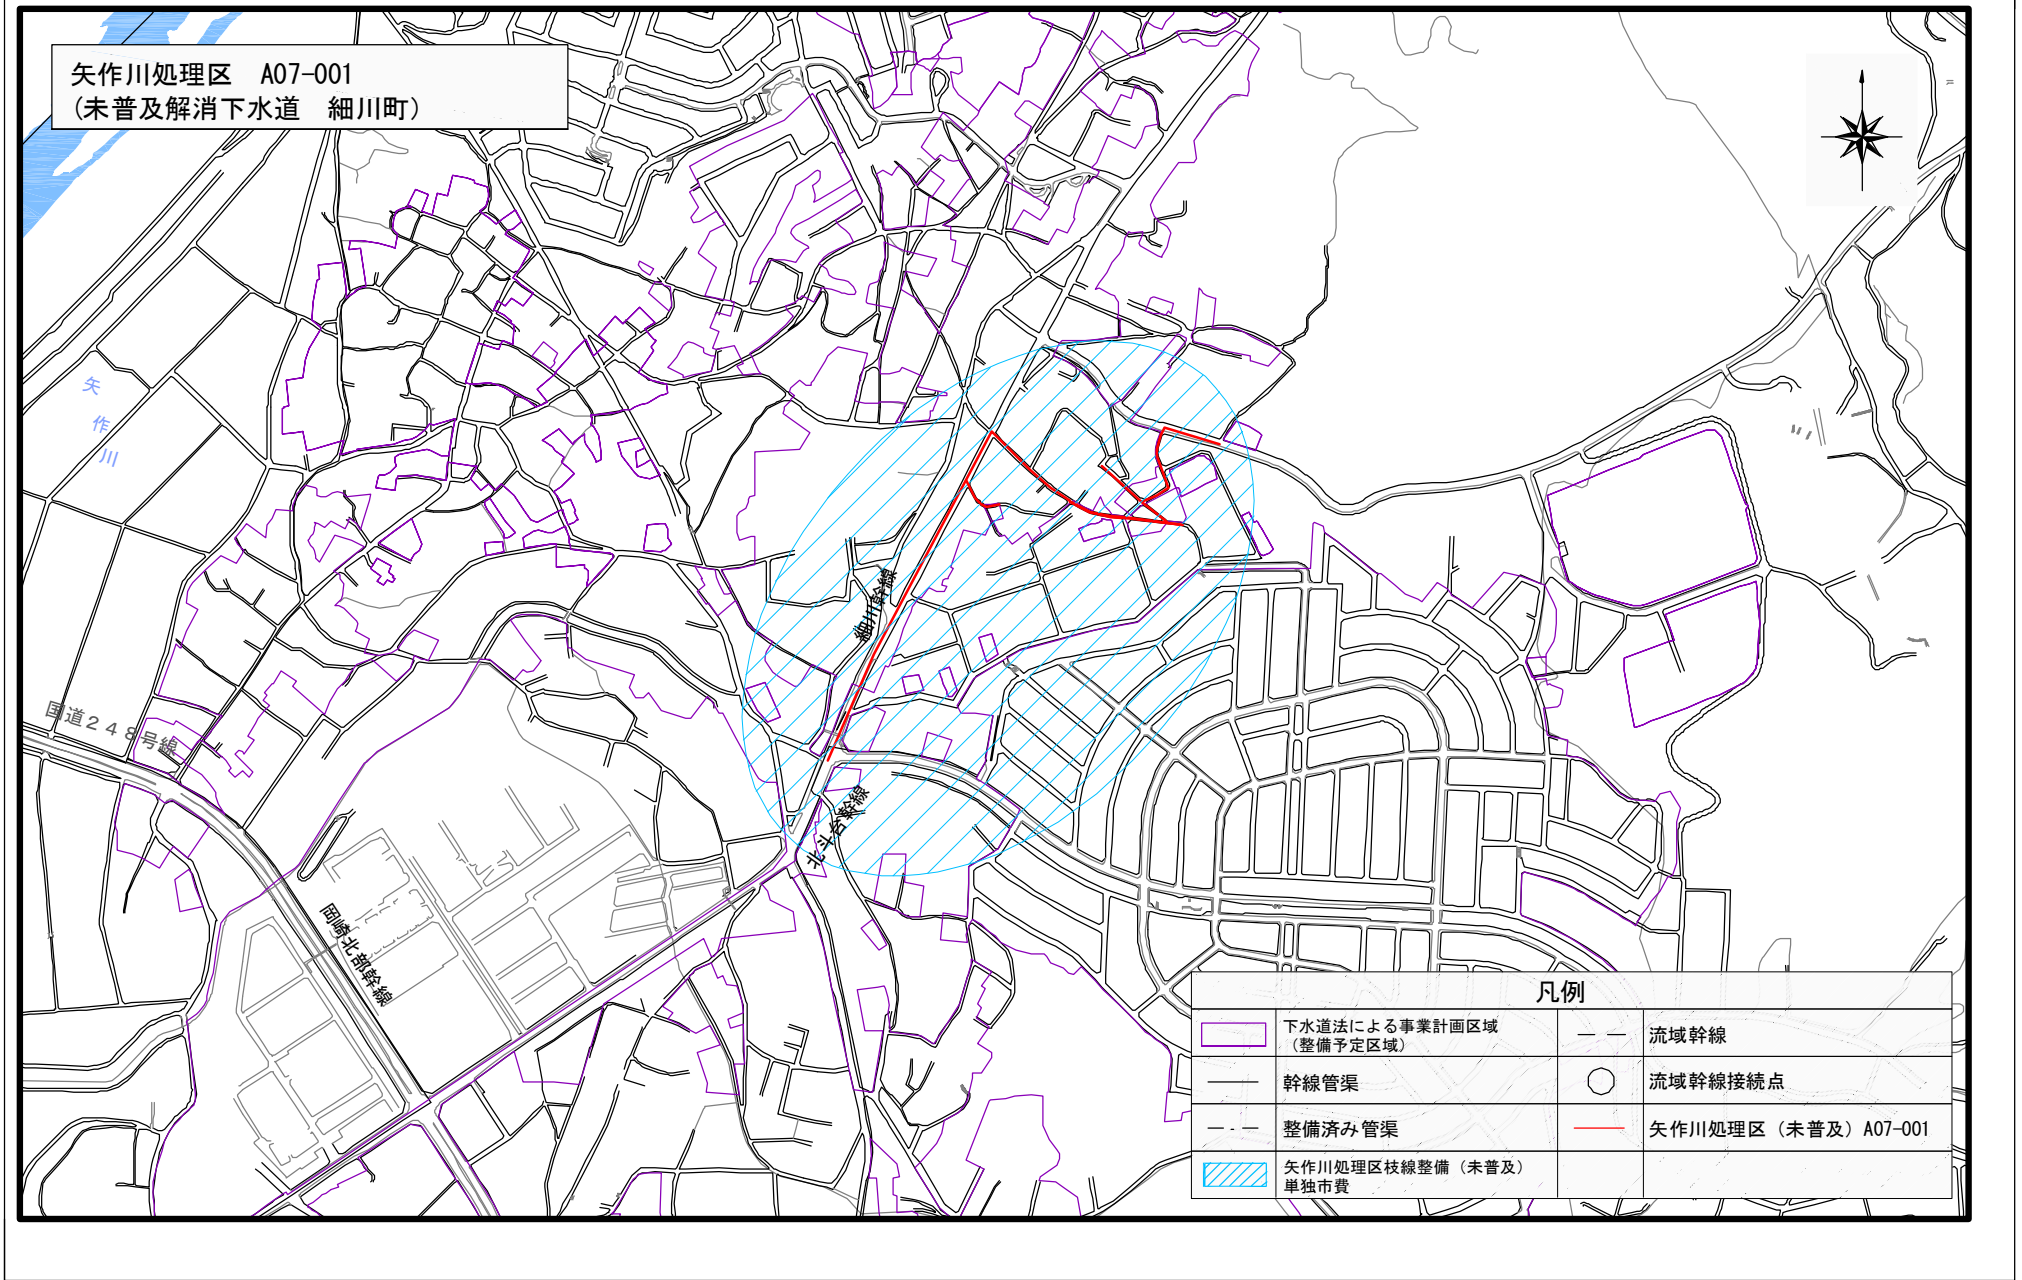 矢作川処理区　A07-001
(未普及解消下水道　細川町)
矢
作
川
国道２４８号線
細川幹線
北斗台幹線
岡崎北部幹線
凡例
下水道法による事業計画区域
（整備予定区域）
流域幹線
幹線管渠
流域幹線接続点
整備済み管渠
矢作川処理区（未普及）A07-001
矢作川処理区枝線整備（未普及）
単独市費